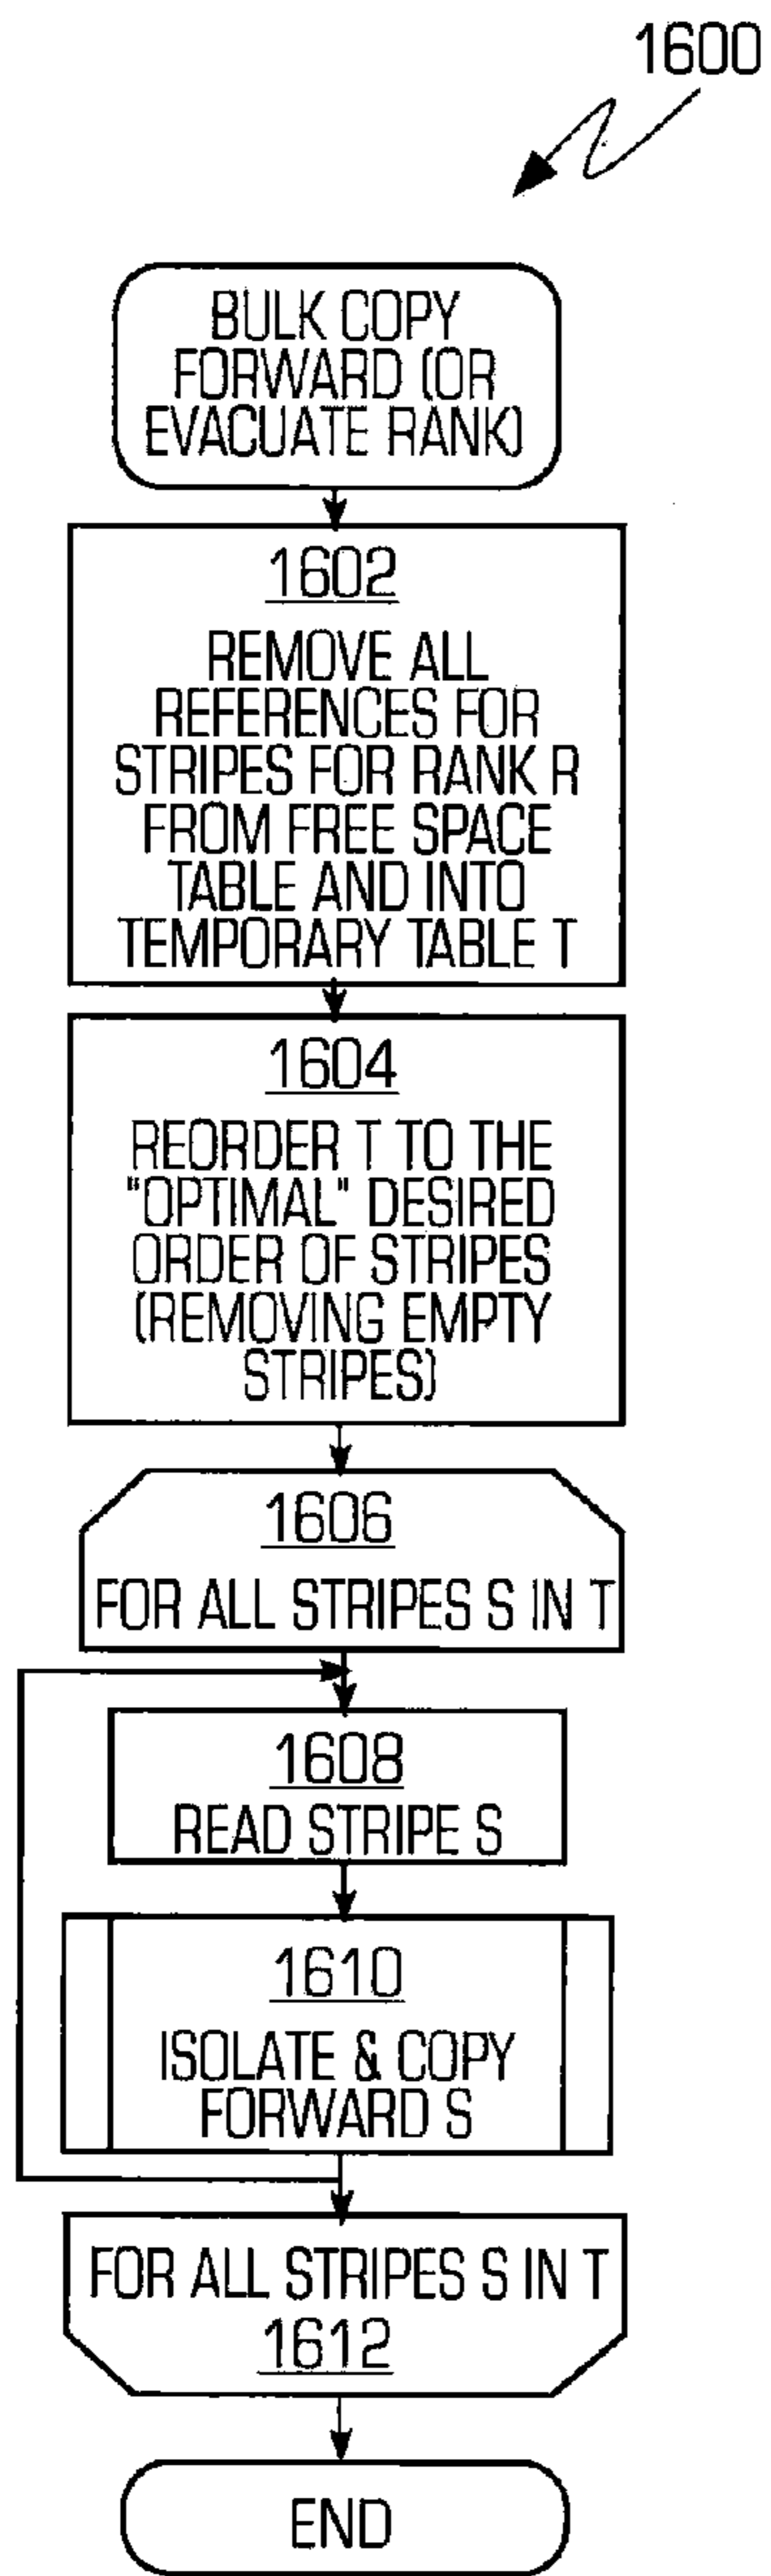 1600
BULK COPY
FORWARD (OR
EVACUATE RANK)
1602
REMOVE ALL
REFERENCES FOR
STRIPES FOR RANK R
FROM FREE SPACE
TABLE AND INTO
TEMPORARY TABLE T
1604
REORDER T TO THE
"OPTIMAL" DESIRED
ORDER OF STRIPES
(REMOVING EMPTY
STRIPES)
1606
FOR ALL STRIPES S IN T
1608
READ STRIPE S
1610
ISOLATE & COPY
FORWARD S
FOR ALL STRIPES S IN T
1612
END